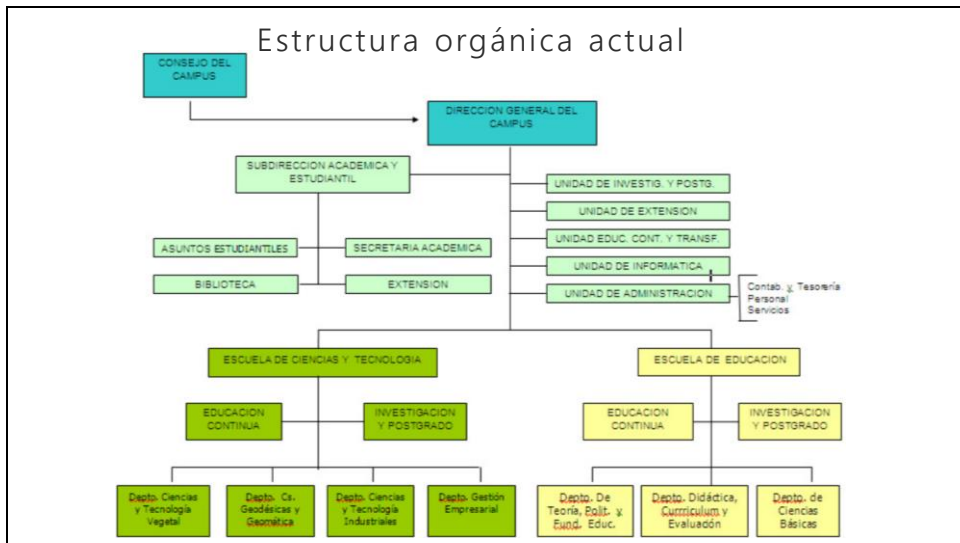 Estructura orgánica actual
CONSEJO DEL
CAMPUS
DIRECCION GENERAL DEL
CAMPUS
SUBDIRECCION ACADEMICA Y
ESTUDIANTIL
UNIDAD DE INVESTIG. Y POSTG.
UNIDAD DE EXTENSION
ASUNTOS ESTUDIANTILES
SECRETARIA ACADEMICA
UNIDAD EDUC. CONT. Y TRANSF.
UNIDAD DE INFORMATICA
BIBLIOTECA
EXTENSION
UNIDAD DE ADMINISTRACION
Contab. y Tesorería
Personal
Servicios
ESCUELA DE CIENCIAS Y TECNOLOGIA
ESCUELA DE EDUCACION
EDUCACION
CONTINUA
INVESTIGACION
Y POSTGRADO
EDUCACION
CONTINUA
INVESTIGACION
Y POSTGRADO
Depto. Ciencias
y Tecnología
Vegetal
Depto. Cs.
Geodésicas y
Geomática
Depto. Ciencias
y Tecnología
Industriales
Depto. Gestión
Empresarial
Depto. De
Teoría, Polit. y
Fund. Educ.
Depto. Didáctica,
Currriculum y
Evaluación
Depto. de
Ciencias
Básicas